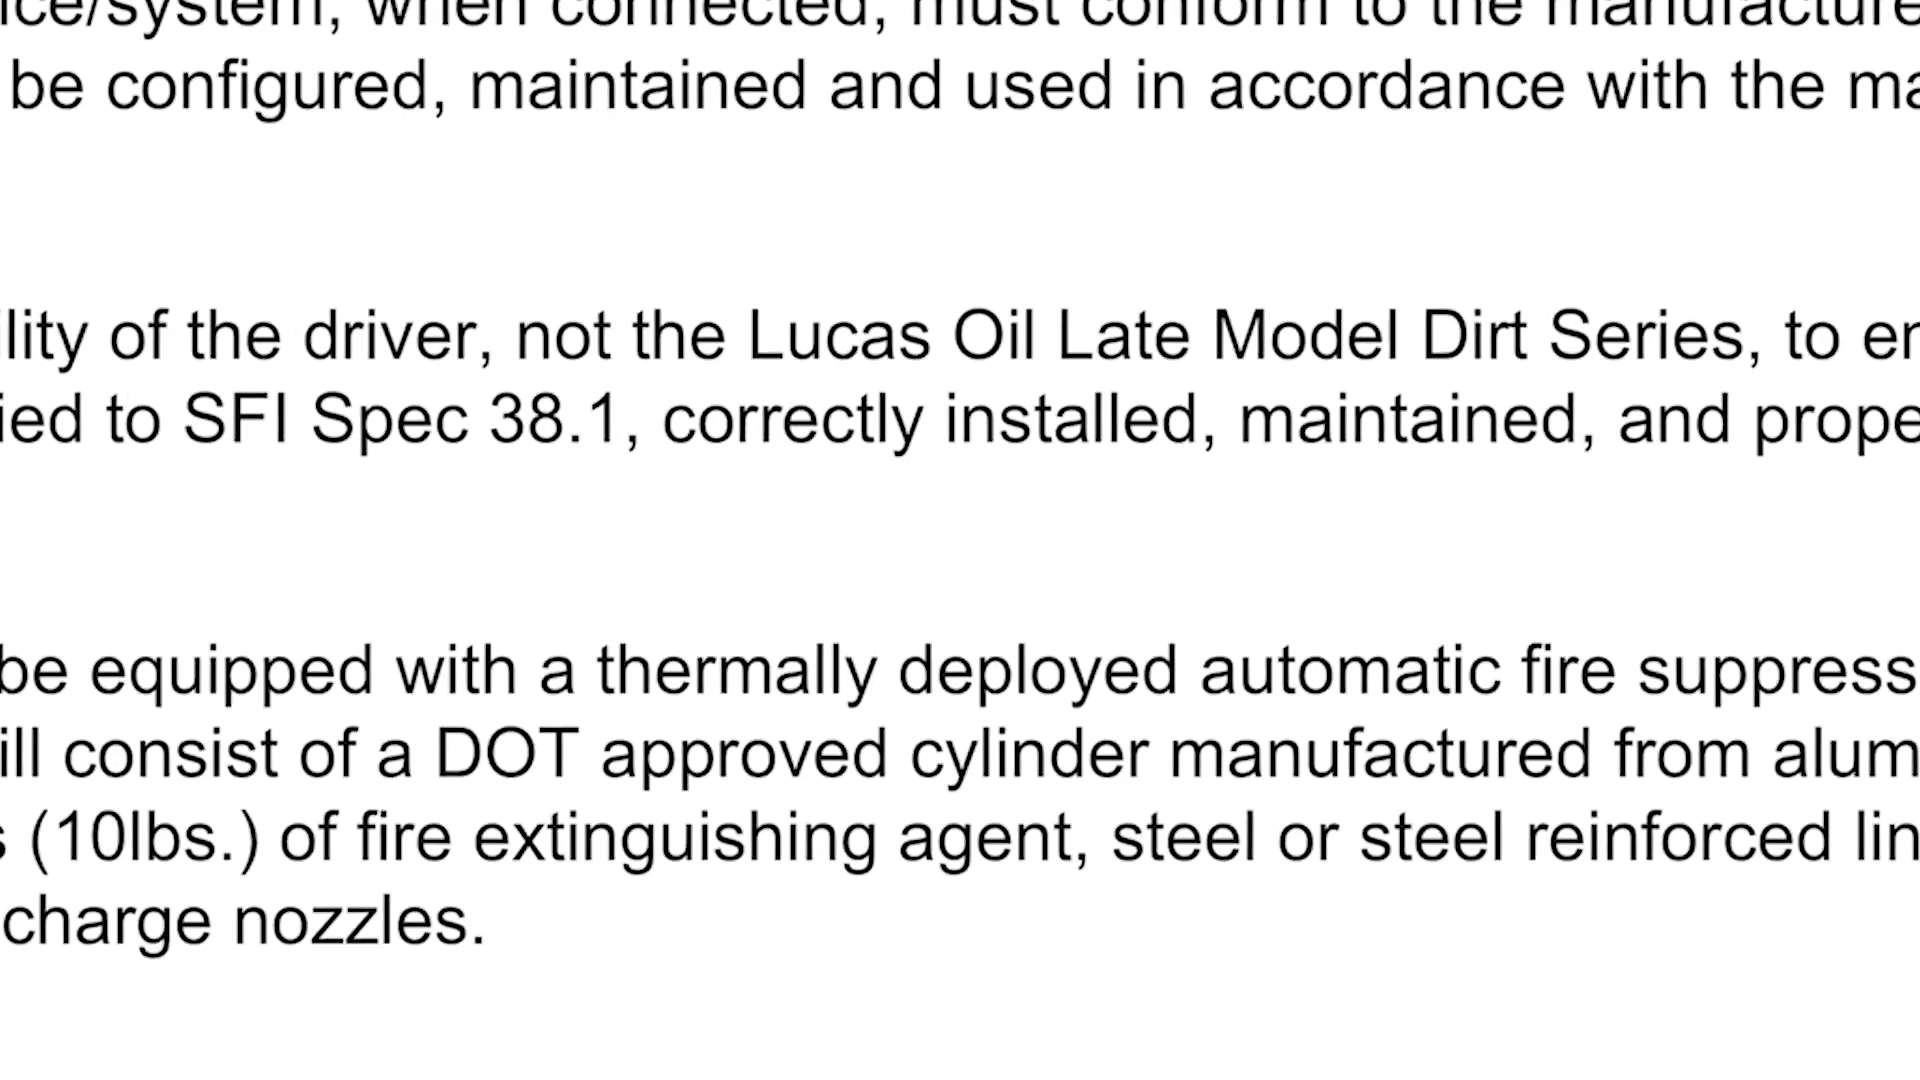 ce/system, when connected, must conform to the manufacture
be configured, maintained and used in accordance with the ma
lity of the driver, not the Lucas Oil Late Model Dirt Series, to en
ied to SFI Spec 38.1, correctly installed, maintained, and prope
be equipped with a thermally deployed automatic fire suppress
ill consist of a DOT approved cylinder manufactured from alum
s (10lbs.) of fire extinguishing agent, steel or steel reinforced lin
charge nozzles.